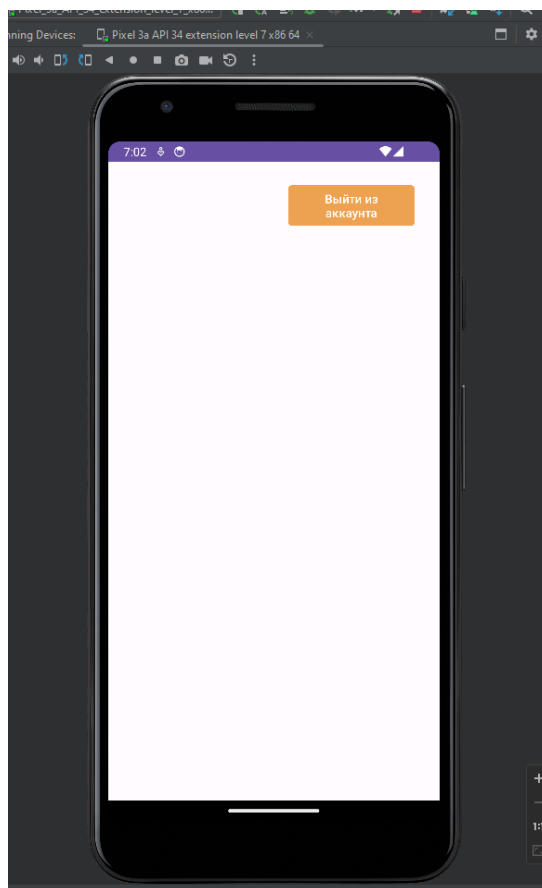 Running Devices:
Pixel 3a API 34 extension level 7 x86 64
7:02
Выйти из
аккаунта